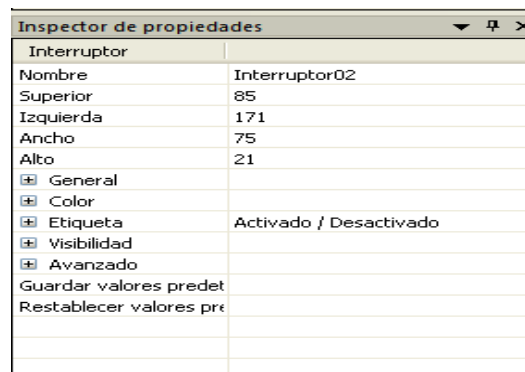 Inspector de propiedades
Interruptor
Nombre Interruptor02
Superior 85
Izquierda 171
Ancho 75
Alto 21
General
Color
Etiqueta Activado / Desactivado
Visibilidad
Avanzado
Guardar valores predet
Restablecer valores pre